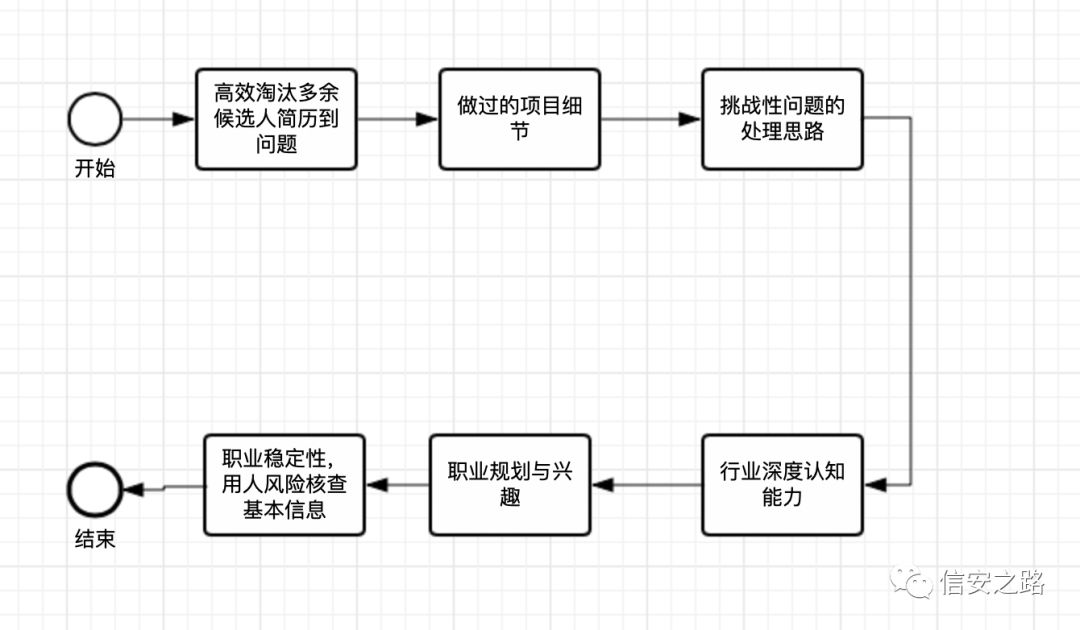 高效淘汰多余
候选人简历到
问题
做过的项目细
节
挑战性问题的
处理思路
开始
职业稳定性，
用人风险核查
基本信息
职业规划与兴
趣
行业深度认知
能力
结束
信安之路